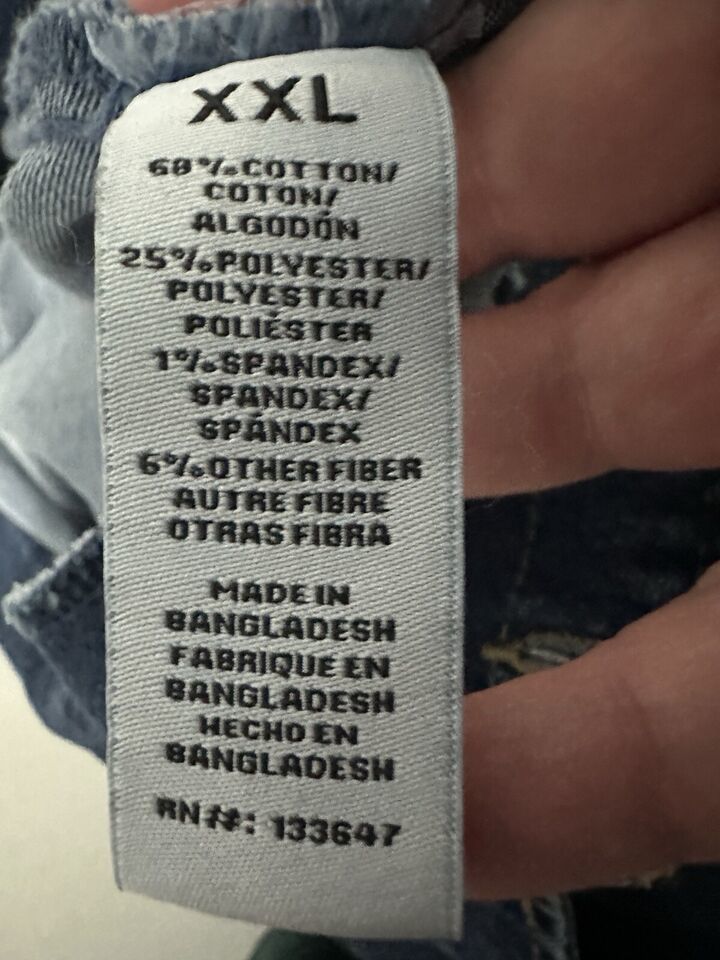 XXL
68%COTTON/
COTON/
ALGODÓN
25%POLYESTER/
POLYESTER/
POLIÉSTER
1%SPANDEX/
SPANDEX/
SPÁNDEX
6%OTHER FIBER
AUTRE FIBRE
OTRAS FIBRA
MADE IN
BANGLADESH
FABRIQUE EN
BANGLADESH
HECHO EN
BANGLADESH
RN#: 133647